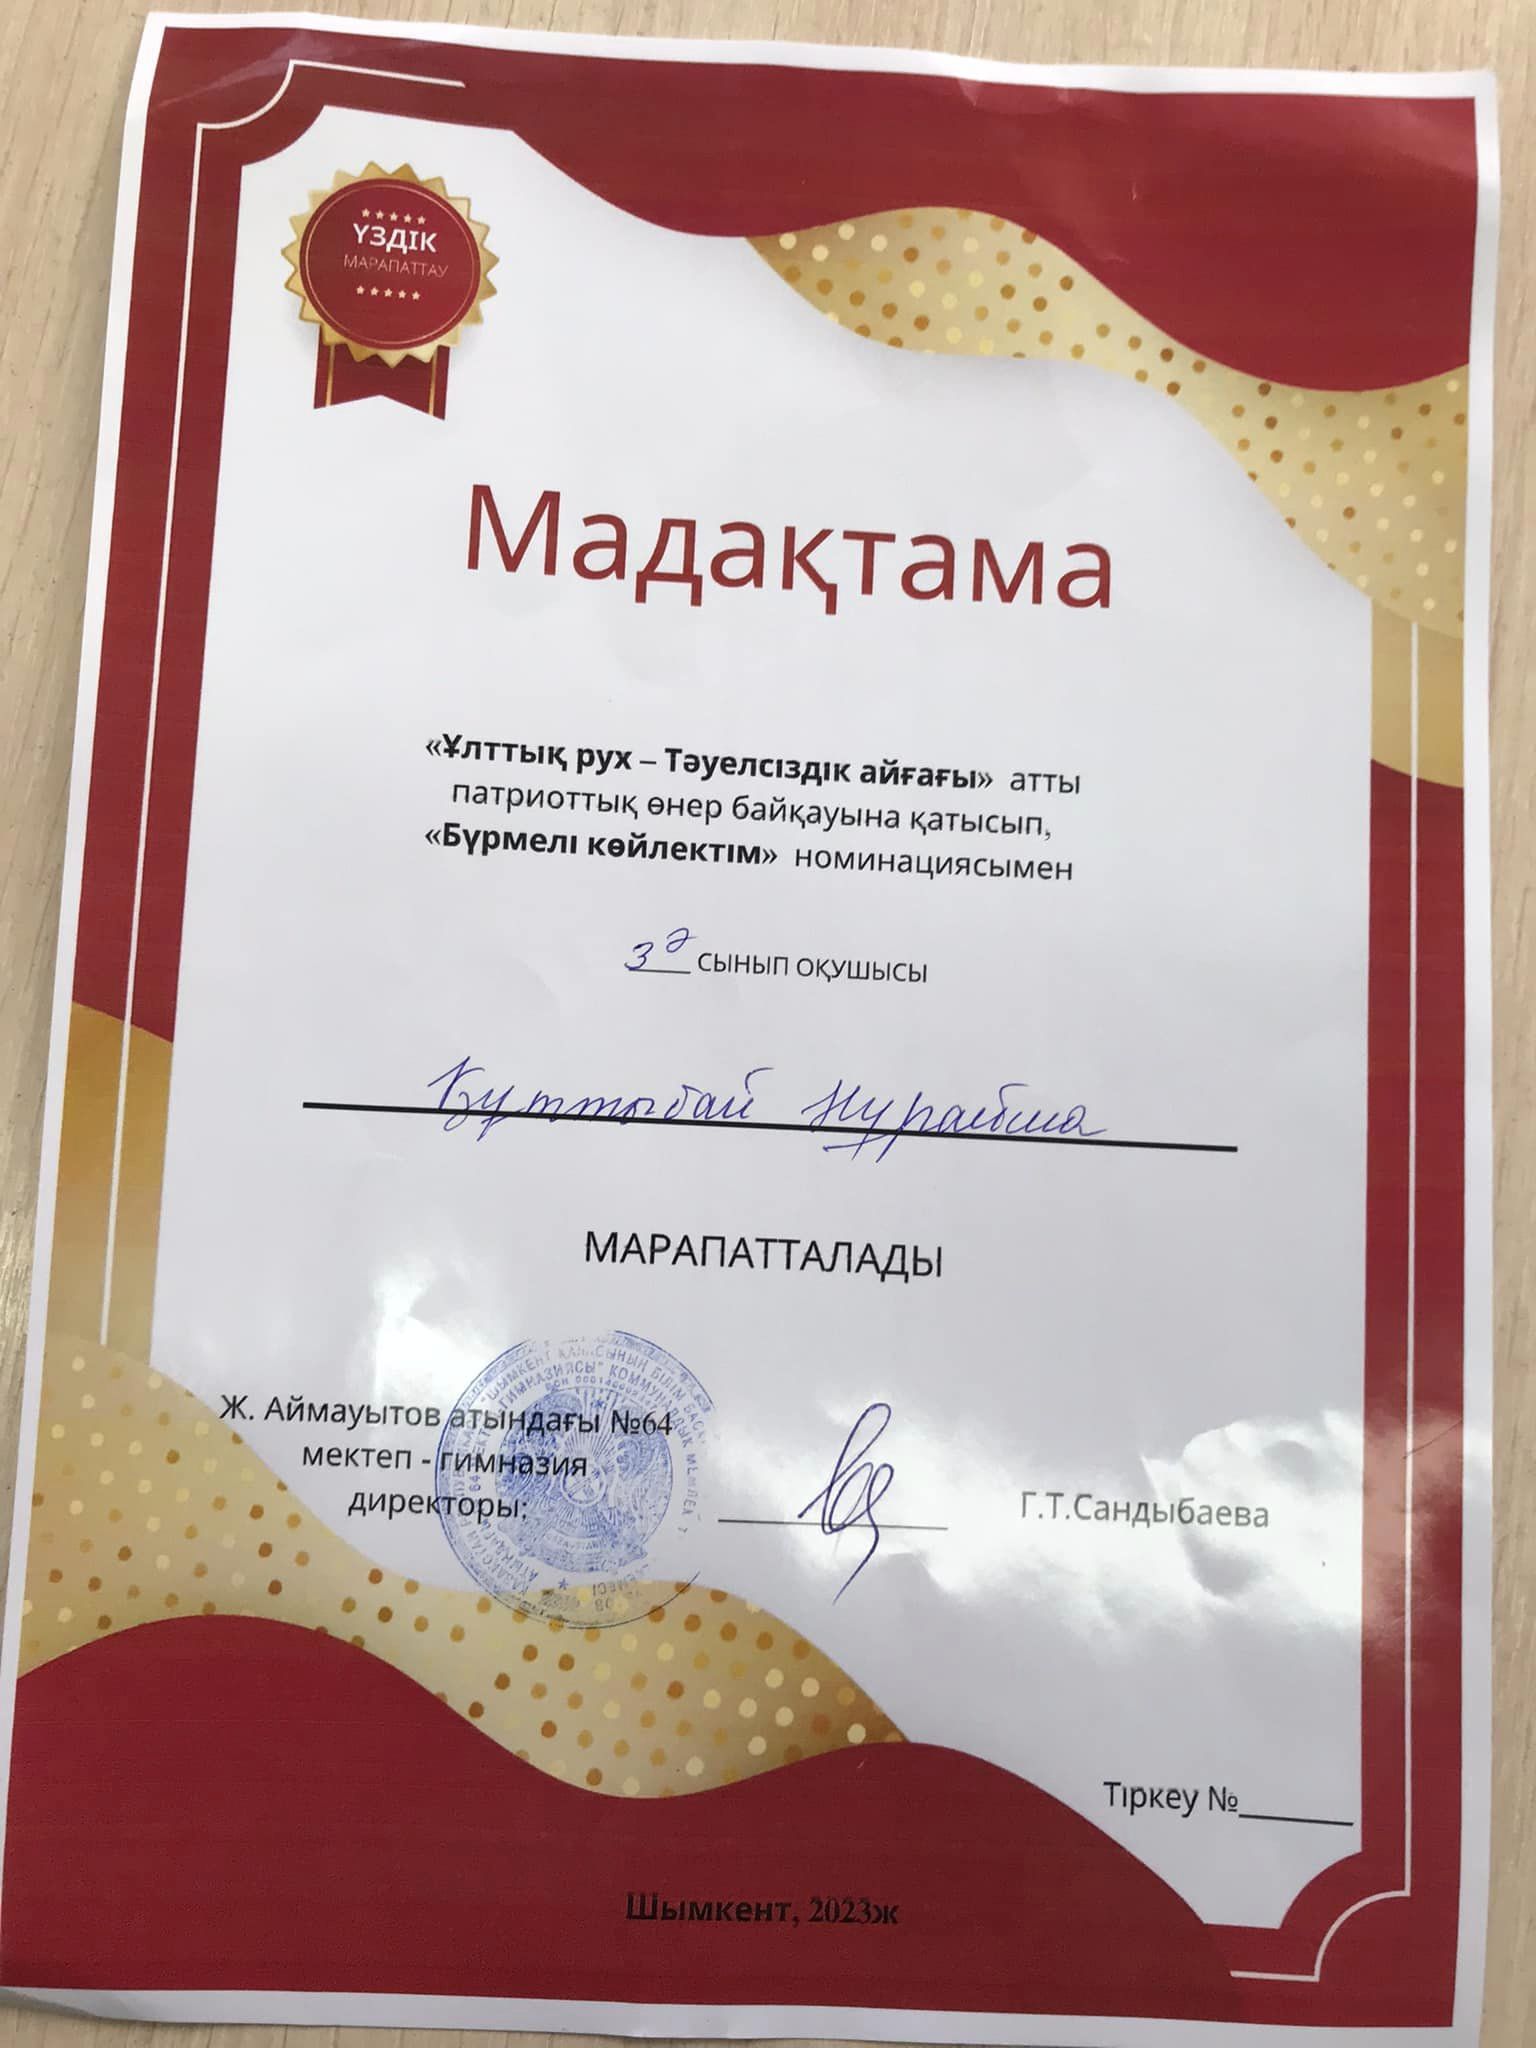 ҮЗДІК
МАРАПАТТАУ
Мадақтама
«Ұлттық рух – Тәуелсіздік айғағы» атты
патриоттық өнер байқауына қатысып,
«Бүрмелі көйлектім» номинациясымен
3 Ә СЫНЫП ОҚУШЫСЫ
Құттыбай
МАРАПАТТАЛАДЫ
Ж. Аймауытов атындағы №64
мектеп - гимназия
директоры:
Г.Т.Сандыбаева
Тіркеу №
Шымкент, 2023ж